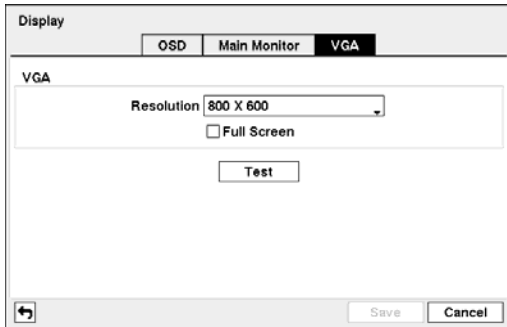 Display
OSD Main Monitor VGA
VGA
Resolution 800 X 600
Full Screen
Test
Save Cancel